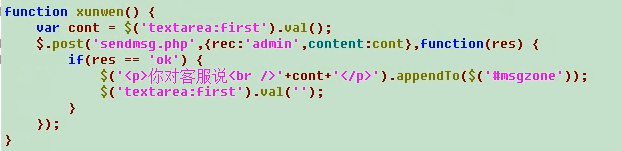 function xunwen() {
    var cont = $('textarea:first').val();
    $.post('sendmsg.php',{rec:'admin',content:cont},function(res) {
        if(res == 'ok') {
            $('<p>你对客服说<br />'+cont+'</p>').appendTo($('#msgzone'));
            $('textarea:first').val('');
        }
    });
}